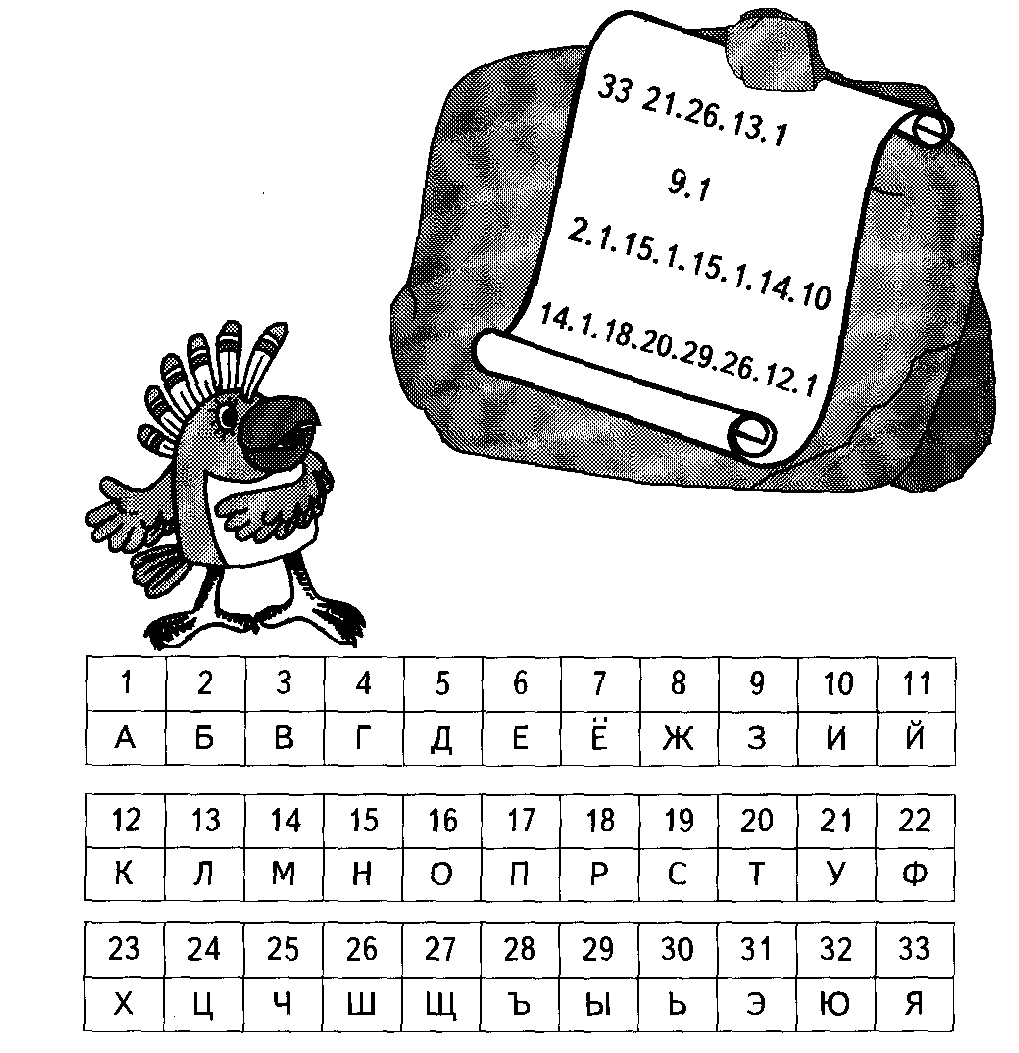 33 21.26.13.1
9.1
2.1.15.1.15.1.14.10
14.1.18.20.29.26.12.1
1 2 3 4 5 6 7 8 9 10 11
А Б В Г Д Е Ё Ж З И Й
12 13 14 15 16 17 18 19 20 21 22
К Л М Н О П Р С Т У Ф
23 24 25 26 27 28 29 30 31 32 33
Х Ц Ч Ш Щ Ъ Ы Ь Э Ю Я